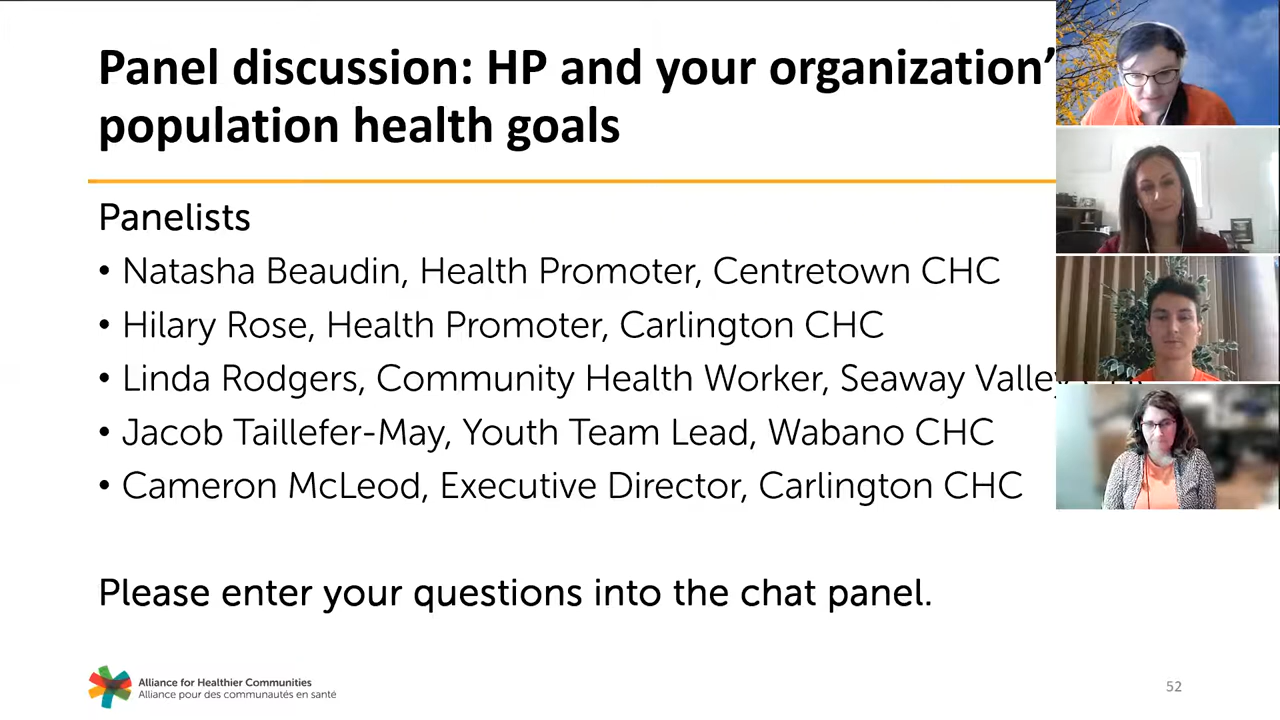 Panel discussion: HP and your organization’
population health goals
Panelists
• Natasha Beaudin, Health Promoter, Centretown CHC
• Hilary Rose, Health Promoter, Carlington CHC
• Linda Rodgers, Community Health Worker, Seaway Valley
• Jacob Taillefer-May, Youth Team Lead, Wabano CHC
• Cameron McLeod, Executive Director, Carlington CHC
Please enter your questions into the chat panel.
Alliance for Healthier Communities
Alliance pour des communautés en santé
52